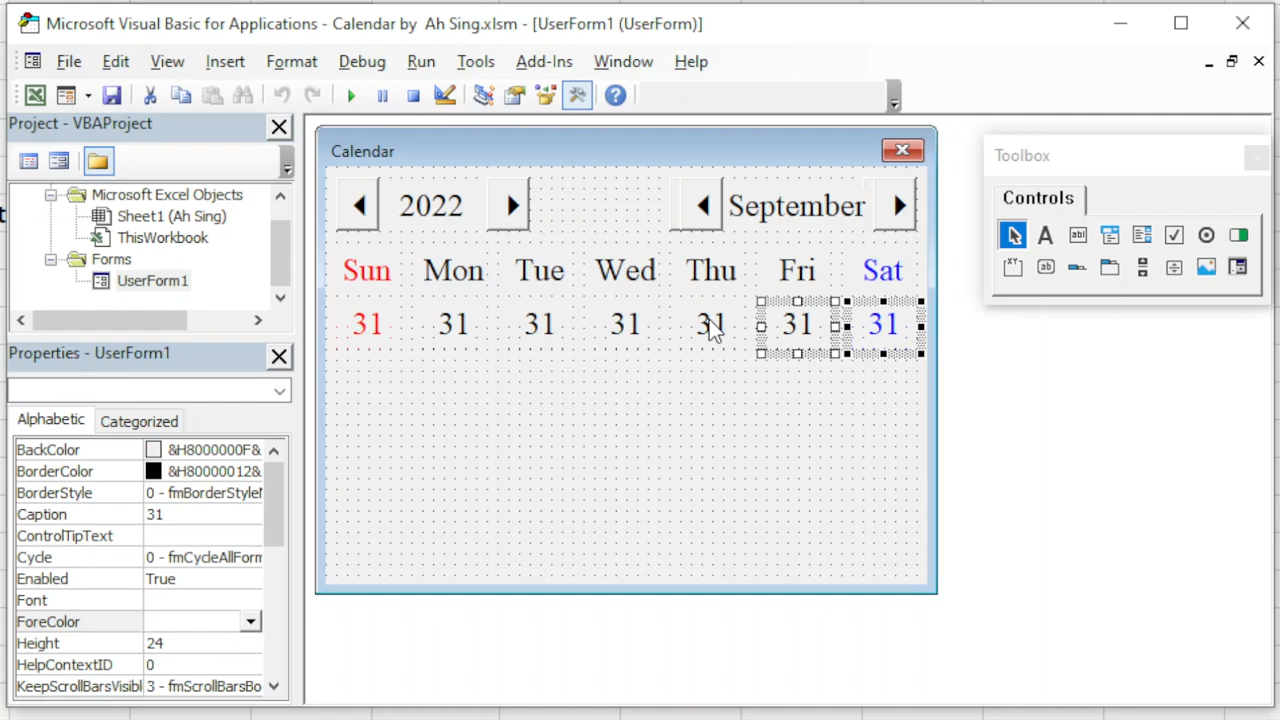 Microsoft Visual Basic for Applications - Calendar by  Ah Sing.xlsm - [UserForm1 (UserForm)]
File Edit View Insert Format Debug Run Tools Add-Ins Window Help
Project - VBAProject
Microsoft Excel Objects
Sheet1 (Ah Sing)
ThisWorkbook
Forms
UserForm1
Properties - UserForm1
Alphabetic Categorized
BackColor &H8000000F&
BorderColor &H80000012&
BorderStyle 0 - fmBorderStyleN
Caption 31
ControlTipText
Cycle 0 - fmCycleAllForm
Enabled True
Font
ForeColor
Height 24
HelpContextID 0
KeepScrollBarsVisibl 3 - fmScrollBarsBo
Calendar
2022 September
Sun Mon Tue Wed Thu Fri Sat
31 31 31 31 31 31 31
Toolbox
Controls